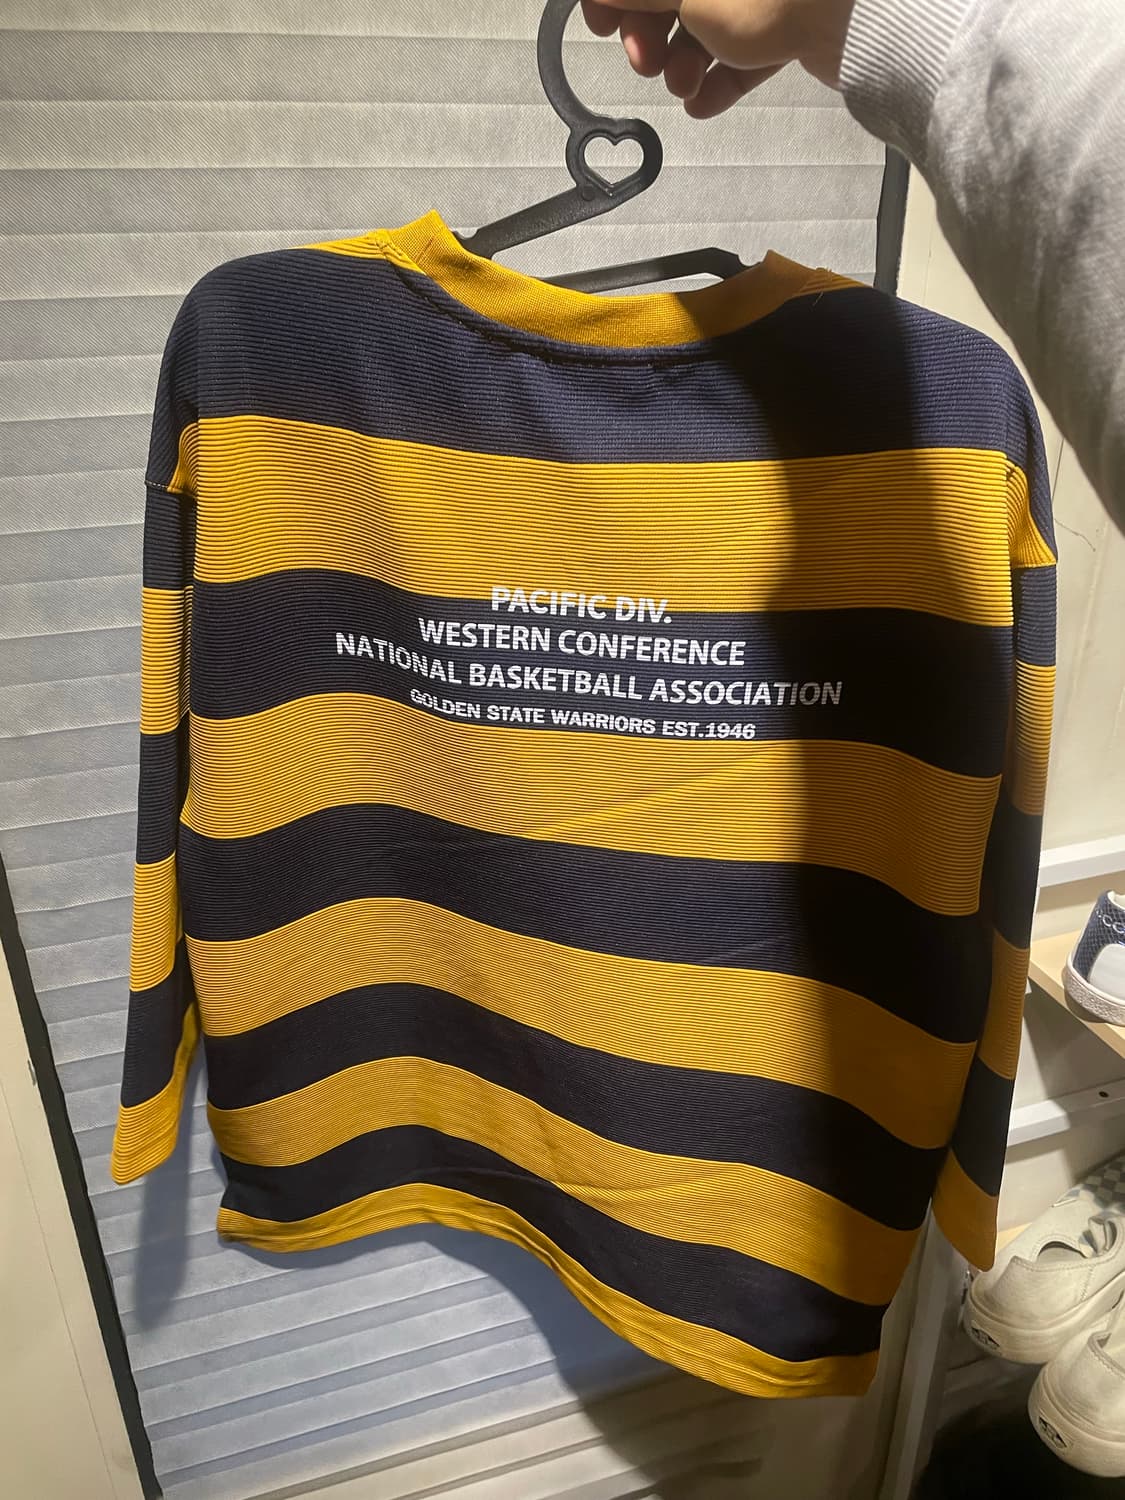 PACIFIC DIV.
WESTERN CONFERENCE
NATIONAL BASKETBALL ASSOCIATION
GOLDEN STATE WARRIORS EST.1946